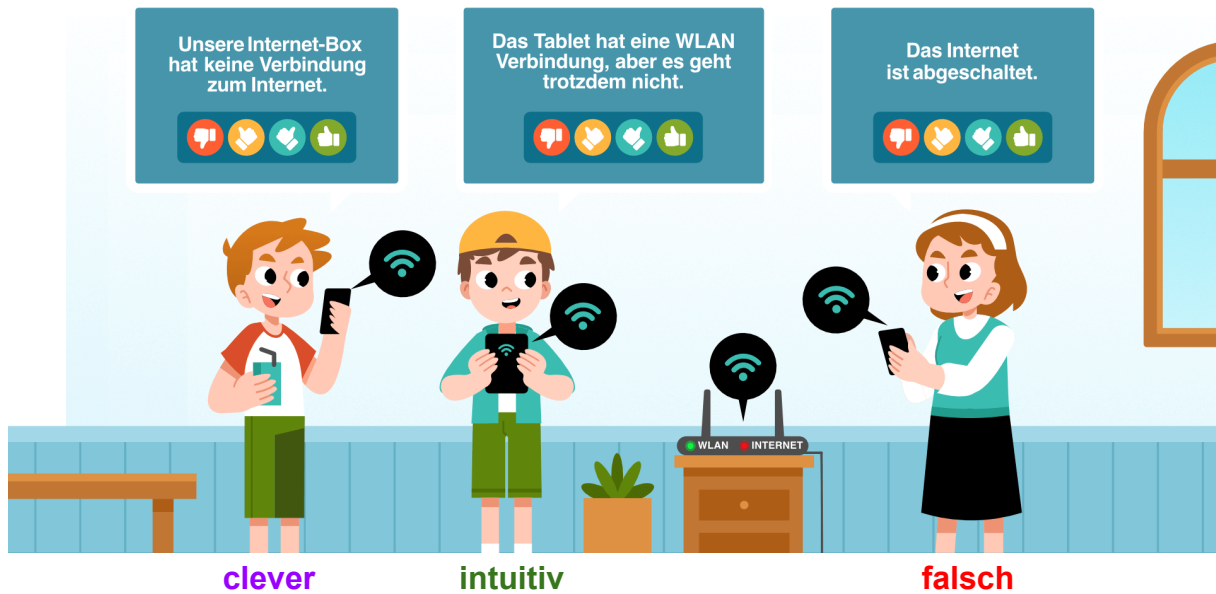 Unsere Internet-Box
hat keine Verbindung
zum Internet.
Das Tablet hat eine WLAN
Verbindung, aber es geht
trotzdem nicht.
Das Internet
ist abgeschaltet.
WLAN INTERNET
clever
intuitiv
falsch